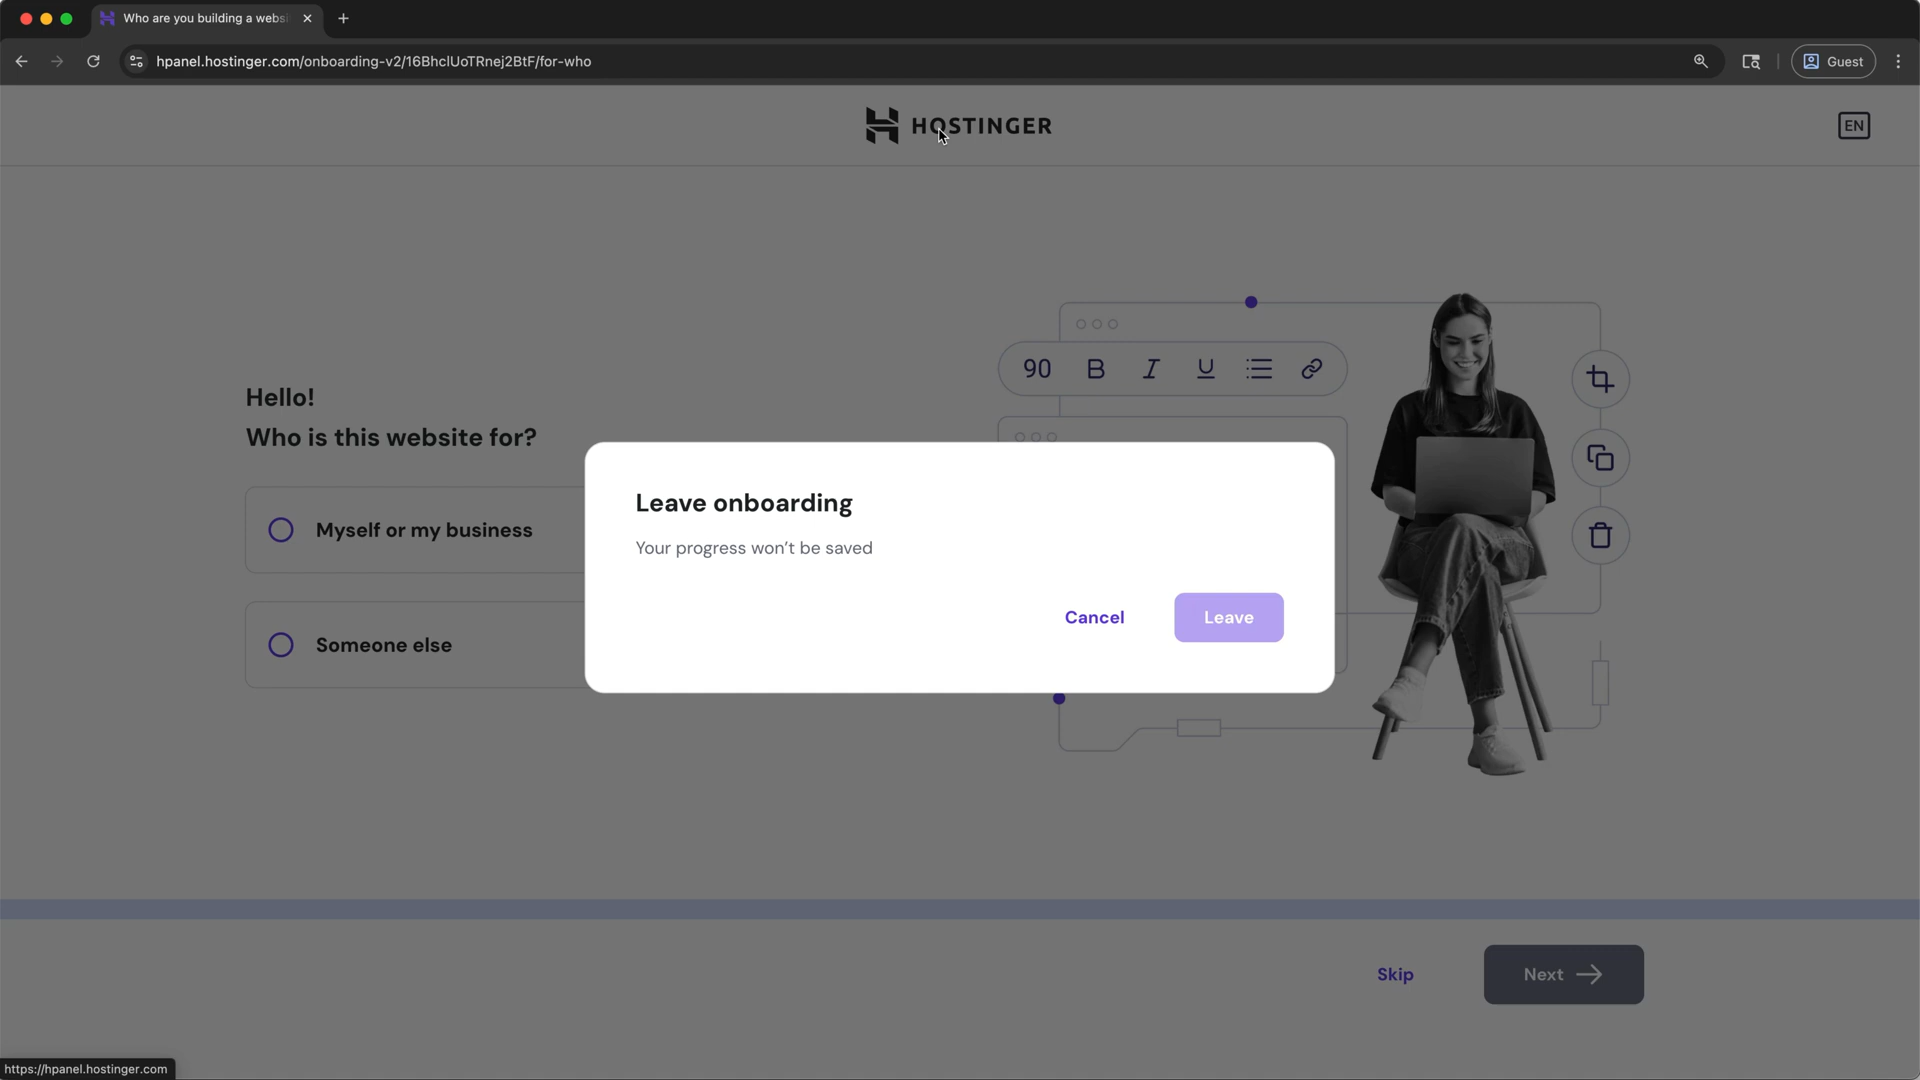 Who are you building a websi
hpanel.hostinger.com/onboarding-v2/16BhclUoTRnej2BtF/for-who
Guest
HOSTINGER
EN
Hello!
Who is this website for?
90 B I U
Myself or my business
Someone else
Leave onboarding
Your progress won’t be saved
Cancel
Leave
Skip
Next
https://hpanel.hostinger.com